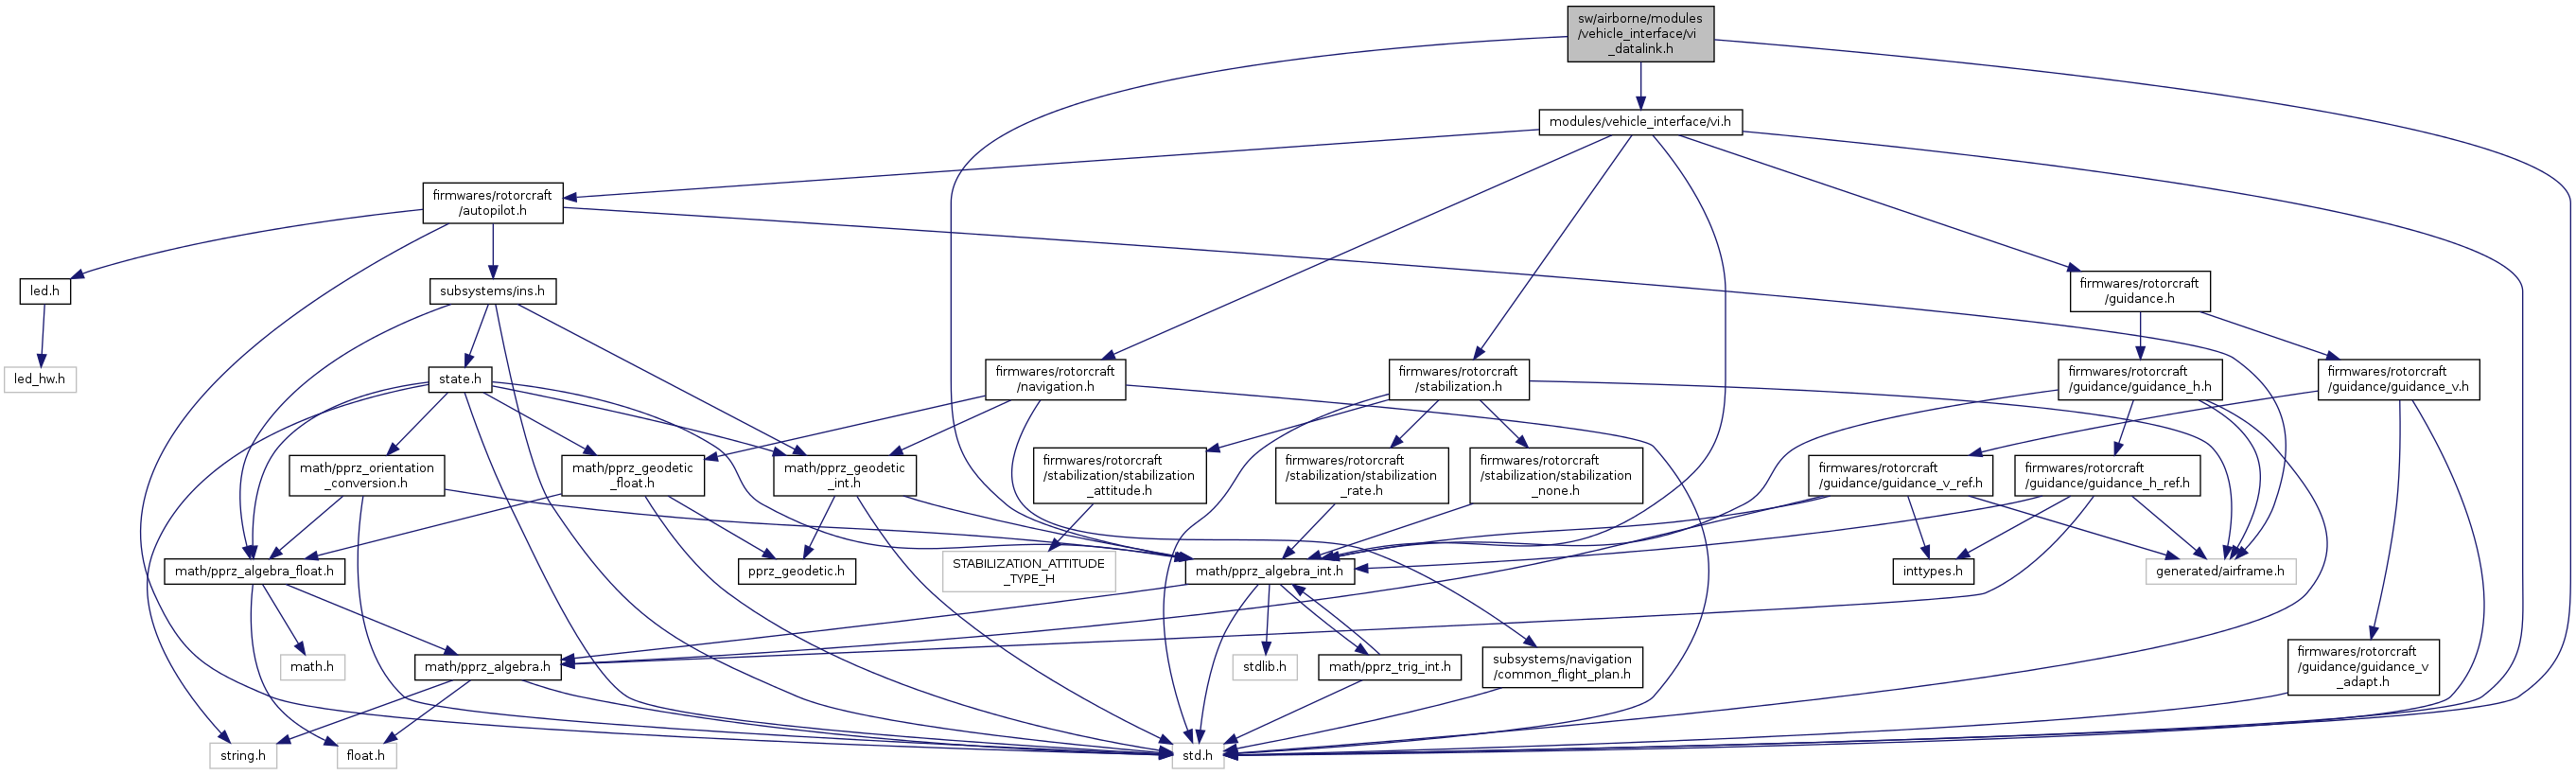 sw/airborne/modules
/vehicle_interface/vi
_datalink.h
modules/vehicle_interface/vi.h
firmwares/rotorcraft
/autopilot.h
led.h
subsystems/ins.h
firmwares/rotorcraft
/guidance.h
led_hw.h
state.h
firmwares/rotorcraft
/navigation.h
firmwares/rotorcraft
/stabilization.h
firmwares/rotorcraft
/guidance/guidance_h.h
firmwares/rotorcraft
/guidance/guidance_v.h
math/pprz_orientation
_conversion.h
math/pprz_geodetic
_float.h
math/pprz_geodetic
_int.h
firmwares/rotorcraft
/stabilization/stabilization
_attitude.h
firmwares/rotorcraft
/stabilization/stabilization
_rate.h
firmwares/rotorcraft
/stabilization/stabilization
_none.h
firmwares/rotorcraft
/guidance/guidance_v_ref.h
firmwares/rotorcraft
/guidance/guidance_h_ref.h
math/pprz_algebra_float.h
pprz_geodetic.h
STABILIZATION_ATTITUDE
_TYPE_H
math/pprz_algebra_int.h
inttypes.h
generated/airframe.h
math.h
math/pprz_algebra.h
stdlib.h
math/pprz_trig_int.h
subsystems/navigation
/common_flight_plan.h
firmwares/rotorcraft
/guidance/guidance_v
_adapt.h
string.h
float.h
std.h